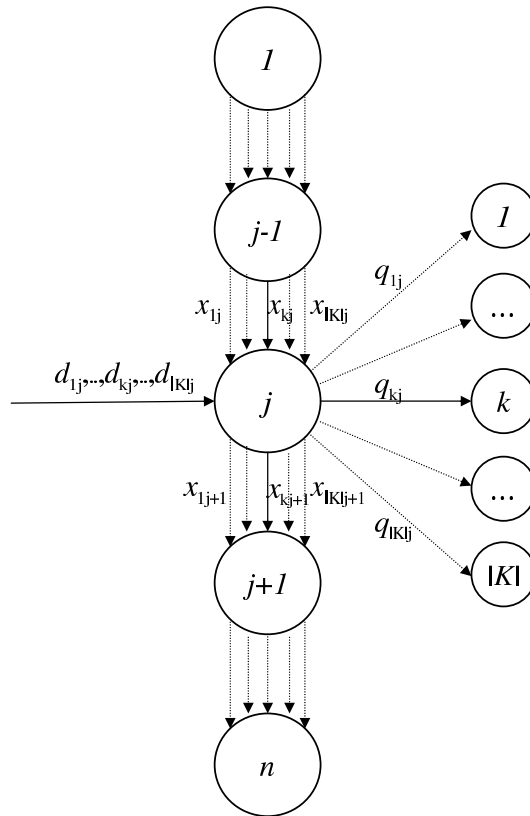 1
j-1
1
q1j
x1j xkj x|K|j
...
d1j,..,dkj,..,d|K|j
j
qkj
k
x1j+1 xkj+1 x|K|j+1
...
q|K|j
j+1
|K|
n